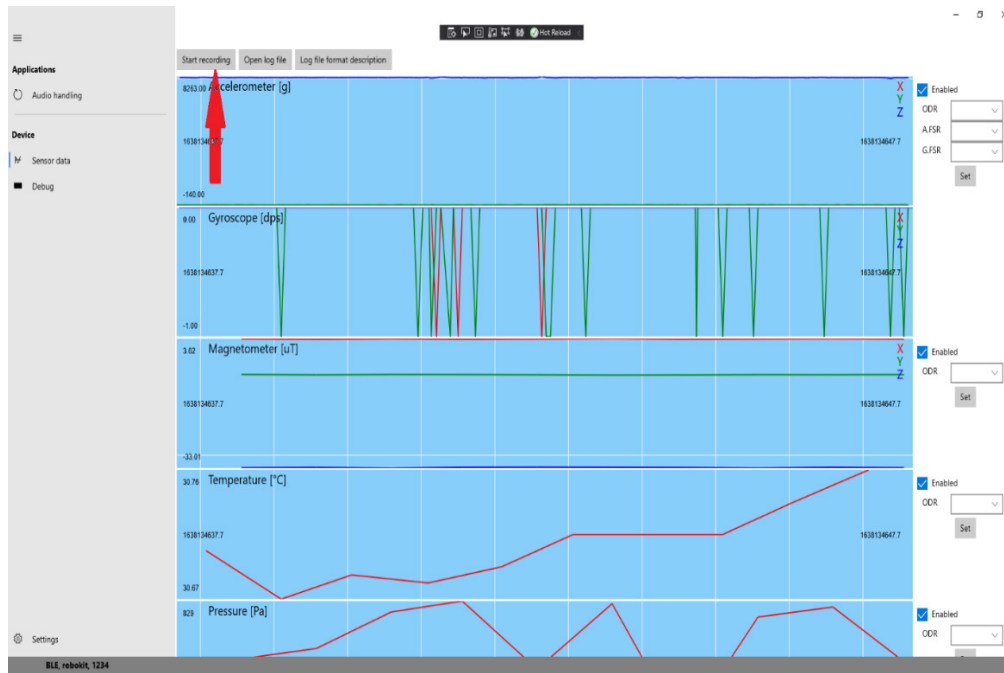 Hot Reload
Applications
Audio handling
Device
Sensor data
Debug
Settings
BLE, robokit, 1234
Start recording Open log file Log file format description
8263.00 Accelerometer [g] X
Y
Z
1638134637.7 1638134647.7
-140.00
Enabled
ODR
A.FSR
G.FSR
Set
0.00 Gyroscope [dps] X
Y
Z
1638134637.7 1638134647.7
-1.00
3.62 Magnetometer [uT] X
Y
Z
1638134637.7 1638134647.7
-33.01
Enabled
ODR
Set
30.76 Temperature [°C]
1638134637.7 1638134647.7
30.67
Enabled
ODR
Set
829 Pressure [Pa]
Enabled
ODR